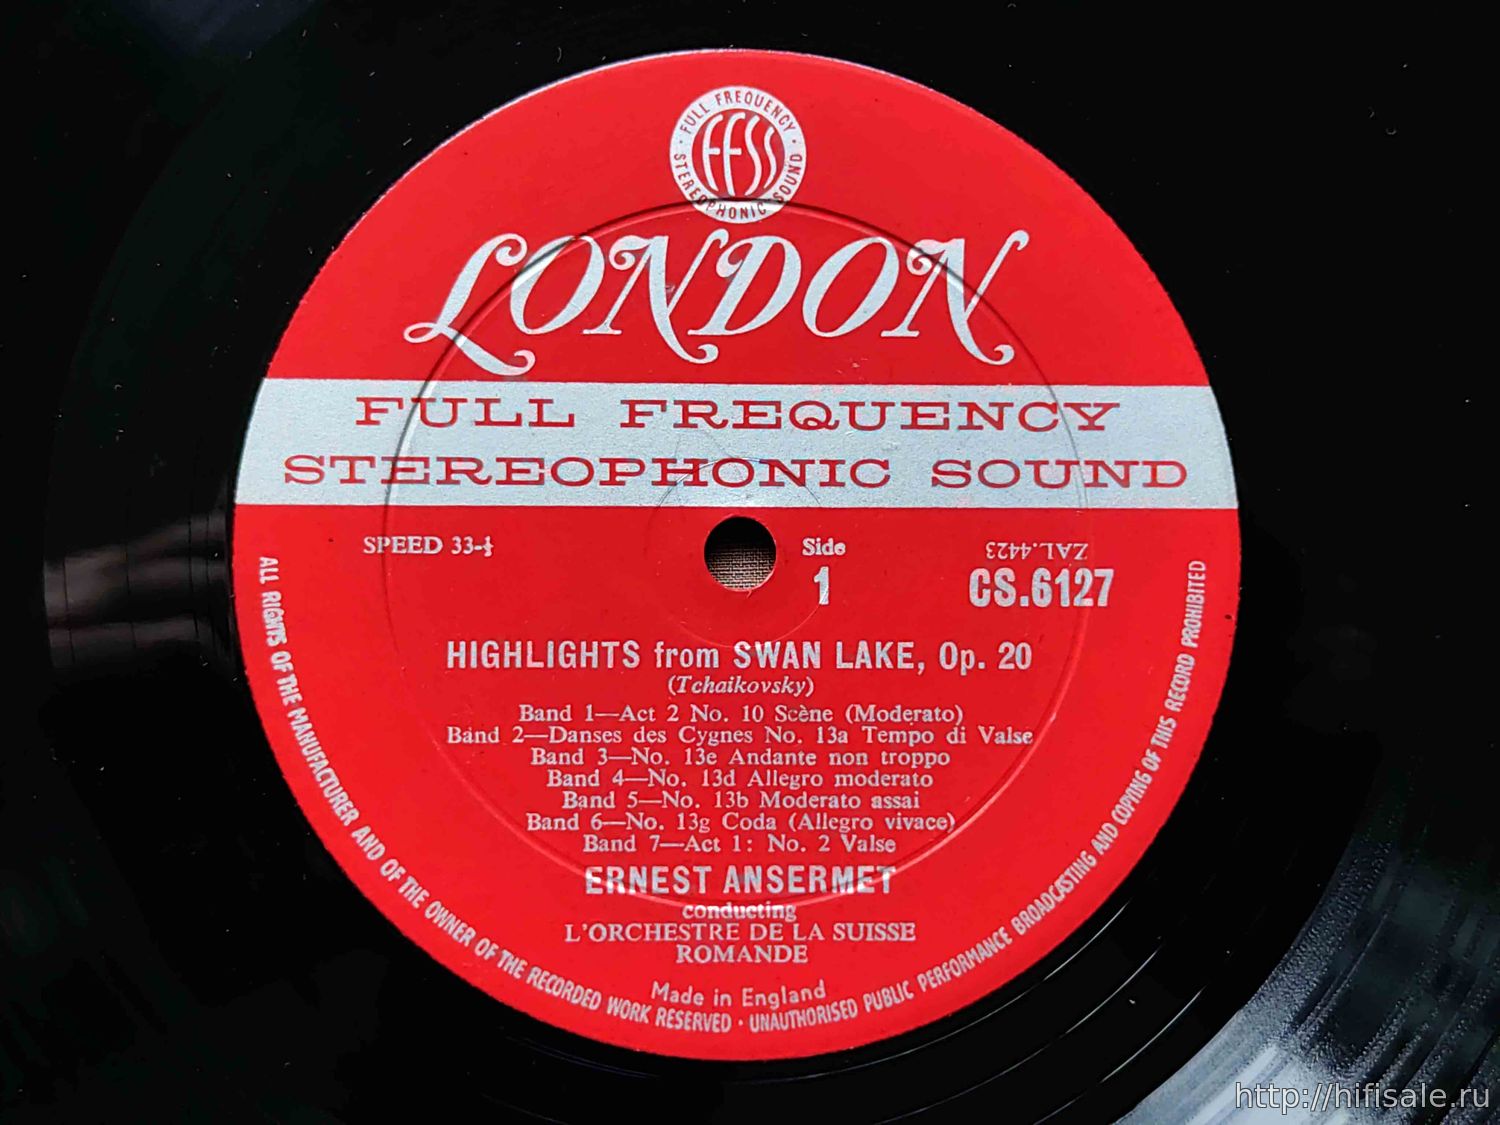 · FULL FREQUENCY ·
STEREOPHONIC SOUND
FFSS
LONDON
FULL FREQUENCY
STEREOPHONIC SOUND
SPEED 33-⅓
Side
1
ZAL.4423
CS.6127
HIGHLIGHTS from SWAN LAKE, Op. 20
(Tchaikovsky)
Band 1—Act 2 No. 10 Scène (Moderato)
Band 2—Danses des Cygnes No. 13a Tempo di Valse
Band 3—No. 13e Andante non troppo
Band 4—No. 13d Allegro moderato
Band 5—No. 13b Moderato assai
Band 6—No. 13g Coda (Allegro vivace)
Band 7—Act 1: No. 2 Valse
ERNEST ANSERMET
conducting
L'ORCHESTRE DE LA SUISSE
ROMANDE
Made in England
ALL RIGHTS OF THE MANUFACTURER AND OF THE OWNER OF THE RECORDED WORK RESERVED · UNAUTHORISED PUBLIC PERFORMANCE BROADCASTING AND COPYING OF THIS RECORD PROHIBITED
http://hifisale.ru